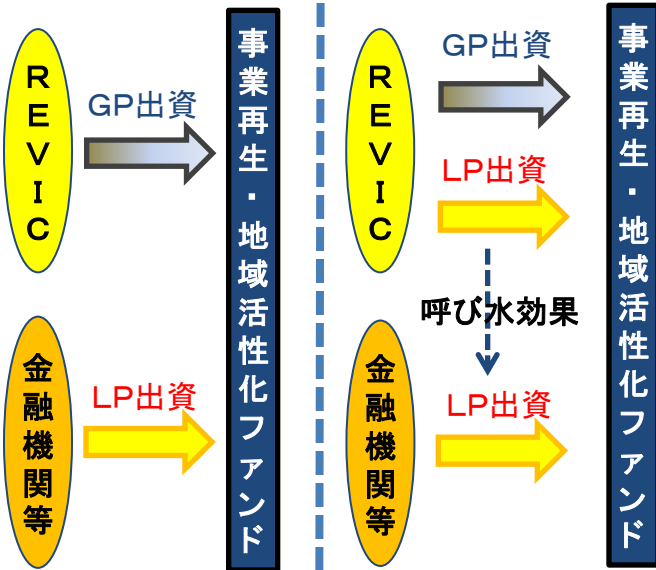 REVIC
GP出資
事業再生・地域活性化ファンド
金融機関等
LP出資
REVIC
GP出資
LP出資
呼び水効果
金融機関等
LP出資
事業再生・地域活性化ファンド